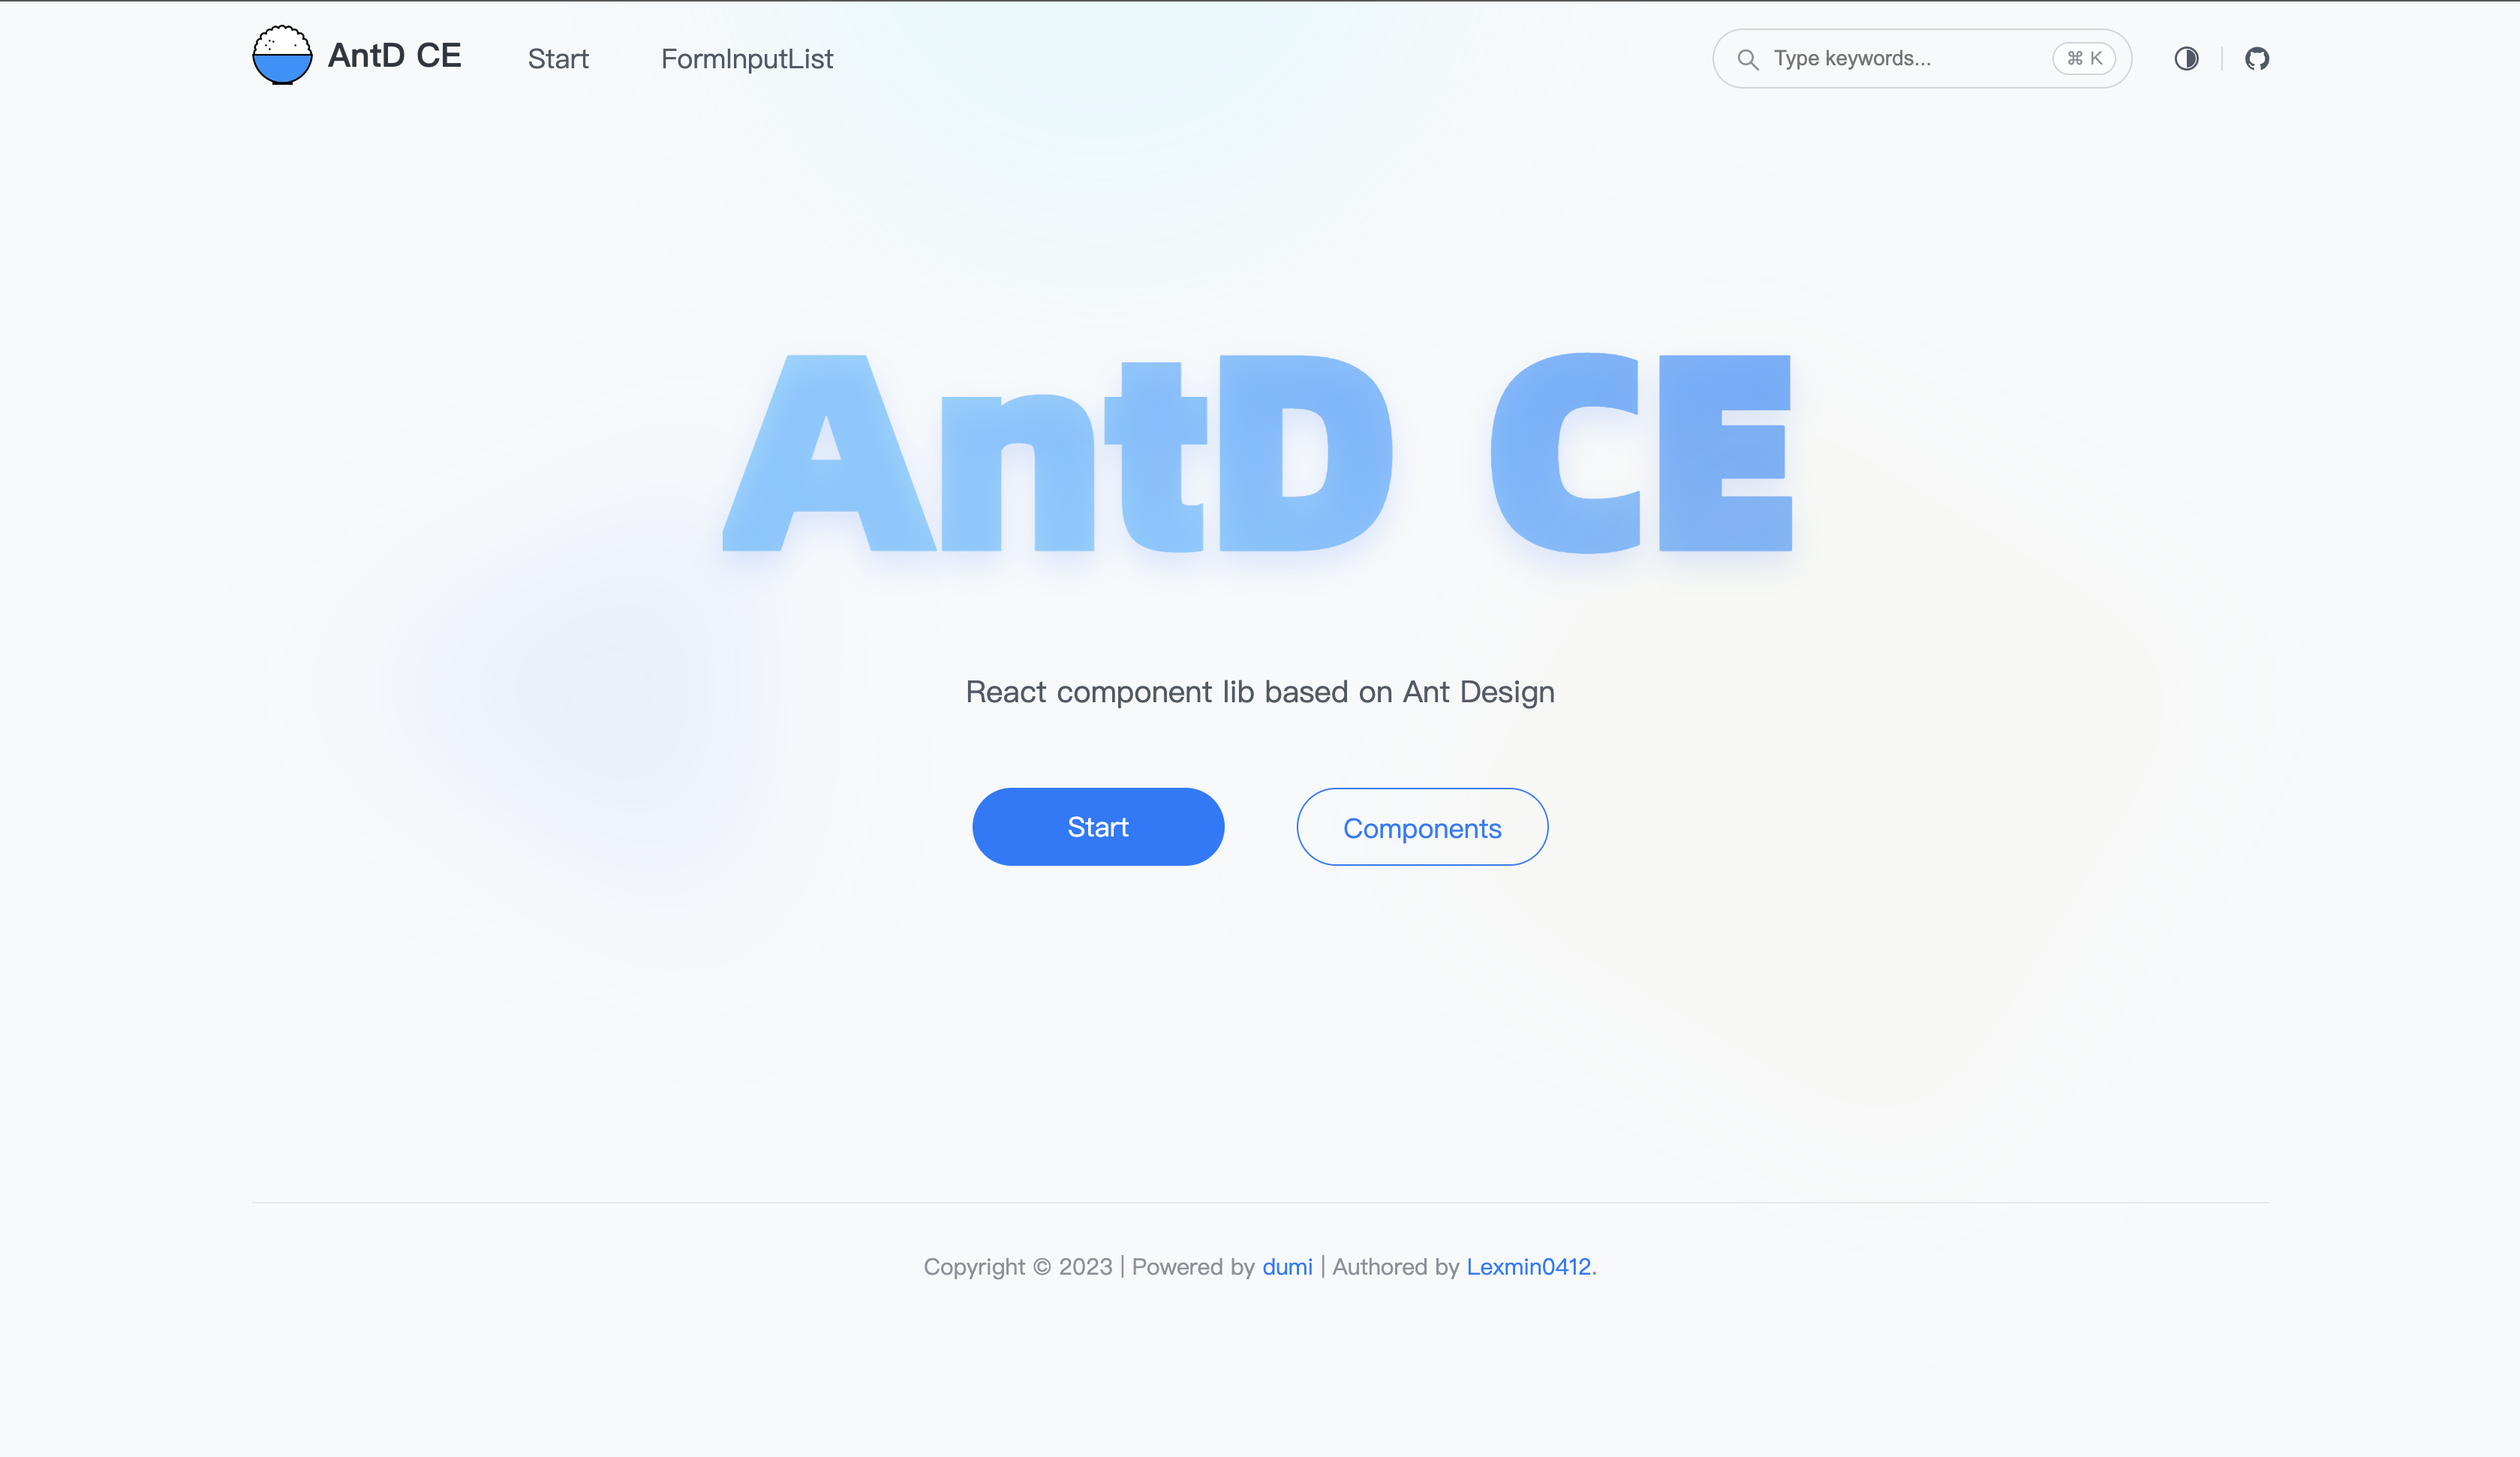 AntD CE Start FormInputList Type keywords... ⌘ K
AntD CE
React component lib based on Ant Design
Start Components
Copyright © 2023 | Powered by dumi | Authored by Lexmin0412.